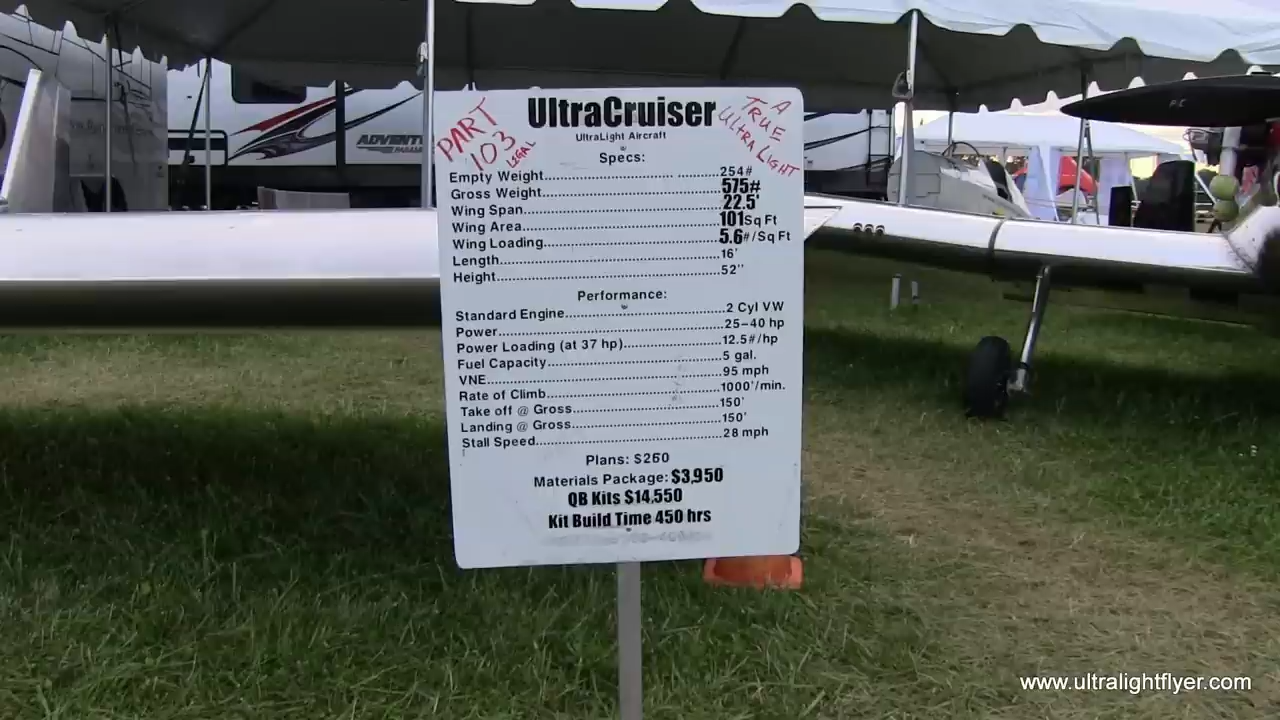 PART
103
LEGAL
UltraCruiser
A
TRUE
ULTRA LIGHT
UltraLight Aircraft
Specs:
Empty Weight.......................................... 254#
Gross Weight..........................................575#
Wing Span..........................................22.5'
Wing Area..........................................101Sq Ft
Wing Loading..........................................5.6#/Sq Ft
Length..........................................16'
Height..........................................52''
Performance:
Standard Engine..........................................2 Cyl VW
Power..........................................25-40 hp
Power Loading (at 37 hp)........................12.5#/hp
Fuel Capacity..........................................5 gal.
VNE..........................................95 mph
Rate of Climb..........................................1000'/min.
Take off @ Gross..................................150'
Landing @ Gross..................................150'
Stall Speed..........................................28 mph
Plans: $260
Materials Package: $3,950
QB Kits $14,550
Kit Build Time 450 hrs
ADVENT
www.ultralightflyer.com